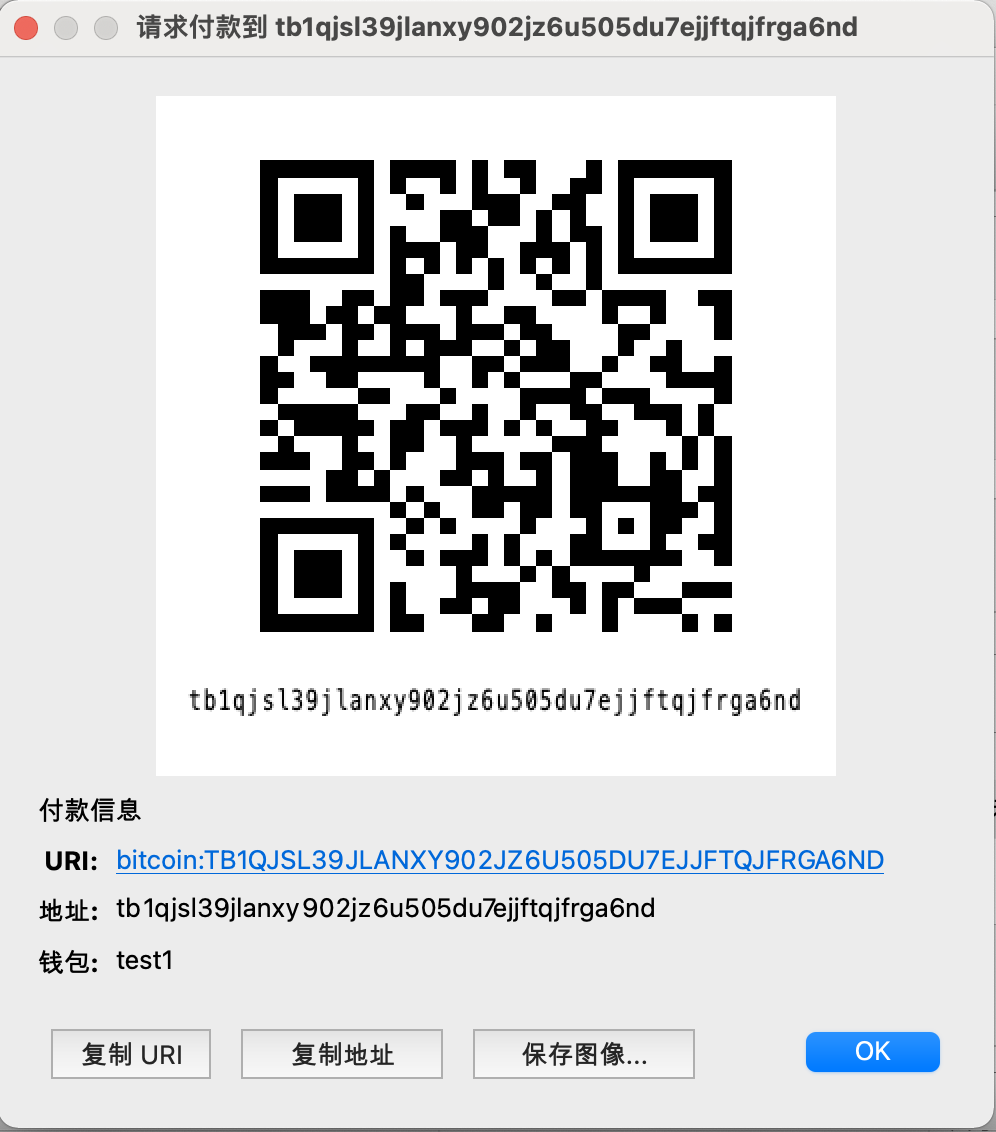 请求付款到 tb1qjsl39jlanxy902jz6u505du7ejjftqjfrga6nd
tb1qjsl39jlanxy902jz6u505du7ejjftqjfrga6nd
付款信息
URI: bitcoin:TB1QJSL39JLANXY902JZ6U505DU7EJJFTQJFRGA6ND
地址: tb1qjsl39jlanxy902jz6u505du7ejjftqjfrga6nd
钱包: test1
复制 URI 复制地址 保存图像... OK